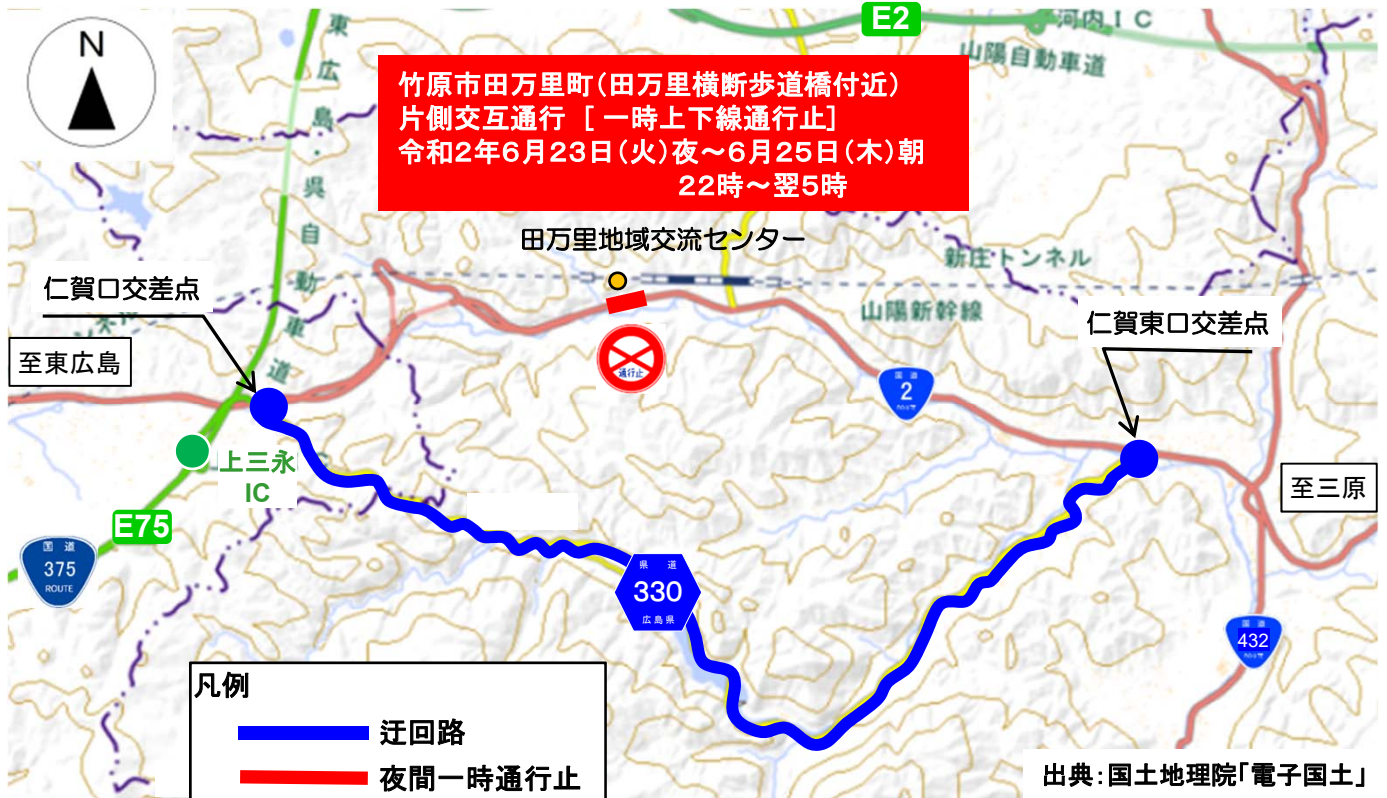 N
E2
河内IC
山陽自動車道
東広島・呉自動車道
竹原市田万里町(田万里横断歩道橋付近)
片側交互通行 [一時上下線通行止]
令和2年6月23日(火)夜～6月25日(木)朝
22時～翌5時
田万里地域交流センター
新庄トンネル
山陽新幹線
仁賀口交差点
仁賀東口交差点
至東広島
通行止
国道
2
ROUTE
上三永
IC
至三原
E75
国道
375
ROUTE
県道
330
広島県
国道
432
ROUTE
凡例
迂回路
夜間一時通行止
出典:国土地理院「電子国土」